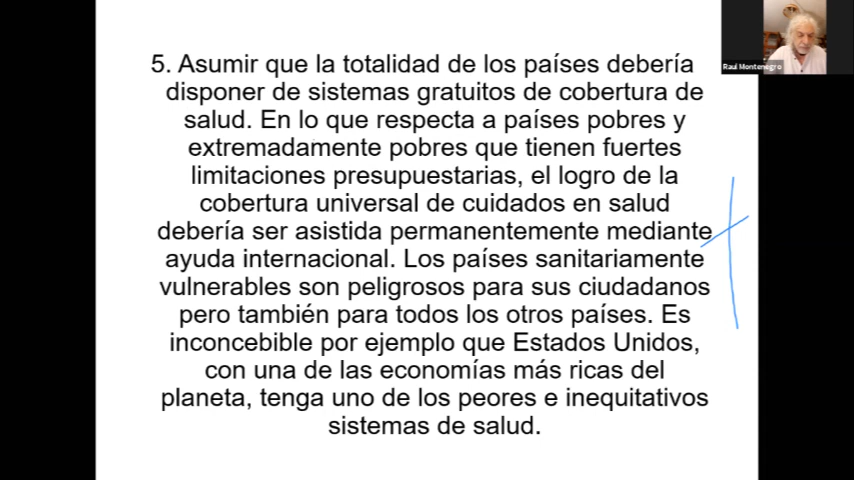 Raul Montenegro
5. Asumir que la totalidad de los países debería
disponer de sistemas gratuitos de cobertura de
salud. En lo que respecta a países pobres y
extremadamente pobres que tienen fuertes
limitaciones presupuestarias, el logro de la
cobertura universal de cuidados en salud
debería ser asistida permanentemente mediante
ayuda internacional. Los países sanitariamente
vulnerables son peligrosos para sus ciudadanos
pero también para todos los otros países. Es
inconcebible por ejemplo que Estados Unidos,
con una de las economías más ricas del
planeta, tenga uno de los peores e inequitativos
sistemas de salud.